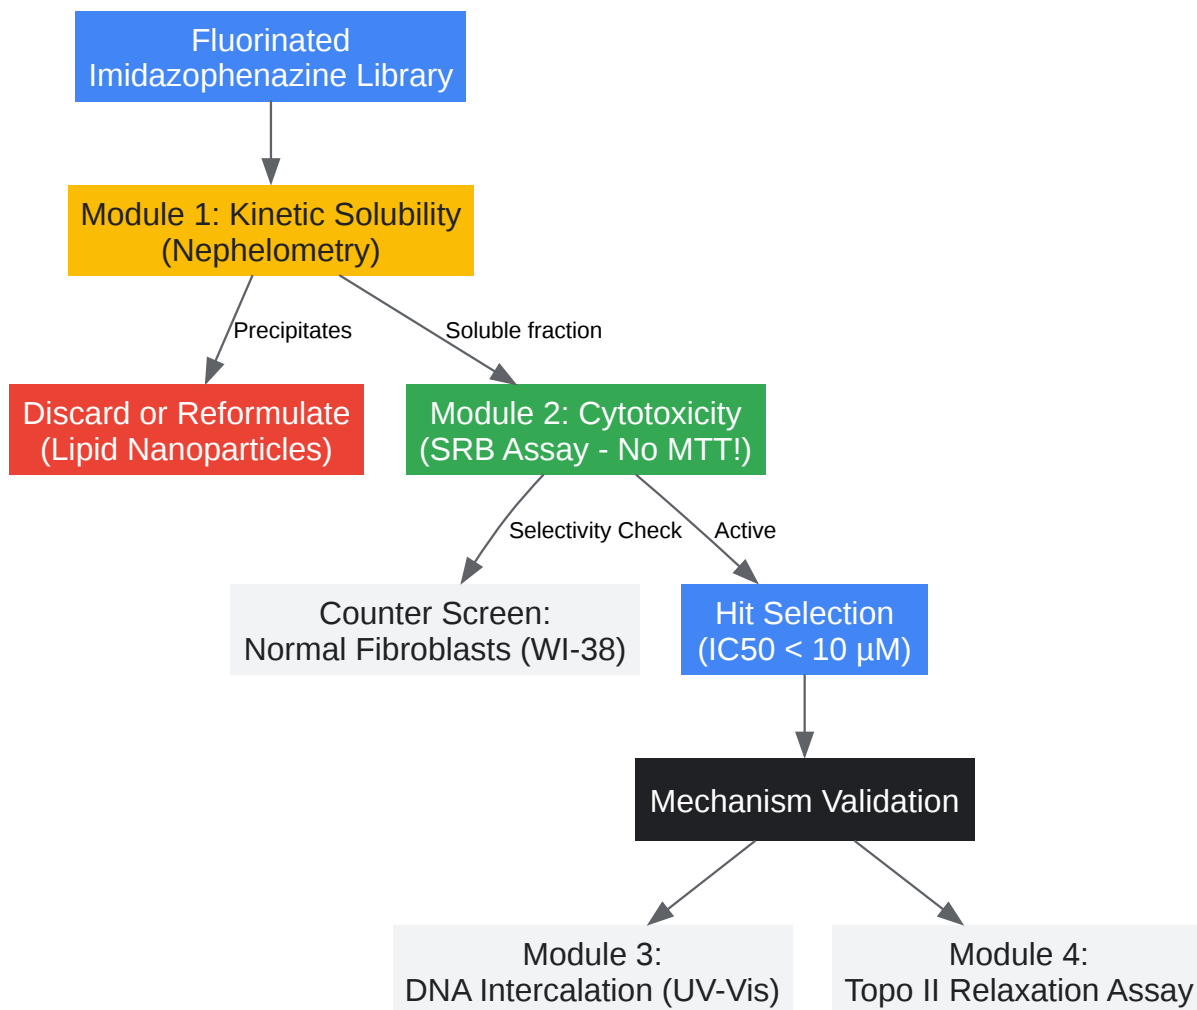 Fluorinated
Imidazophenazine Library
Module 1: Kinetic Solubility
(Nephelometry)
Precipitates
Soluble fraction
Discard or Reformulate
(Lipid Nanoparticles)
Module 2: Cytotoxicity
(SRB Assay - No MTT!)
Selectivity Check
Active
Counter Screen:
Normal Fibroblasts (WI-38)
Hit Selection
(IC50 < 10 µM)
Mechanism Validation
Module 3:
DNA Intercalation (UV-Vis)
Module 4:
Topo II Relaxation Assay